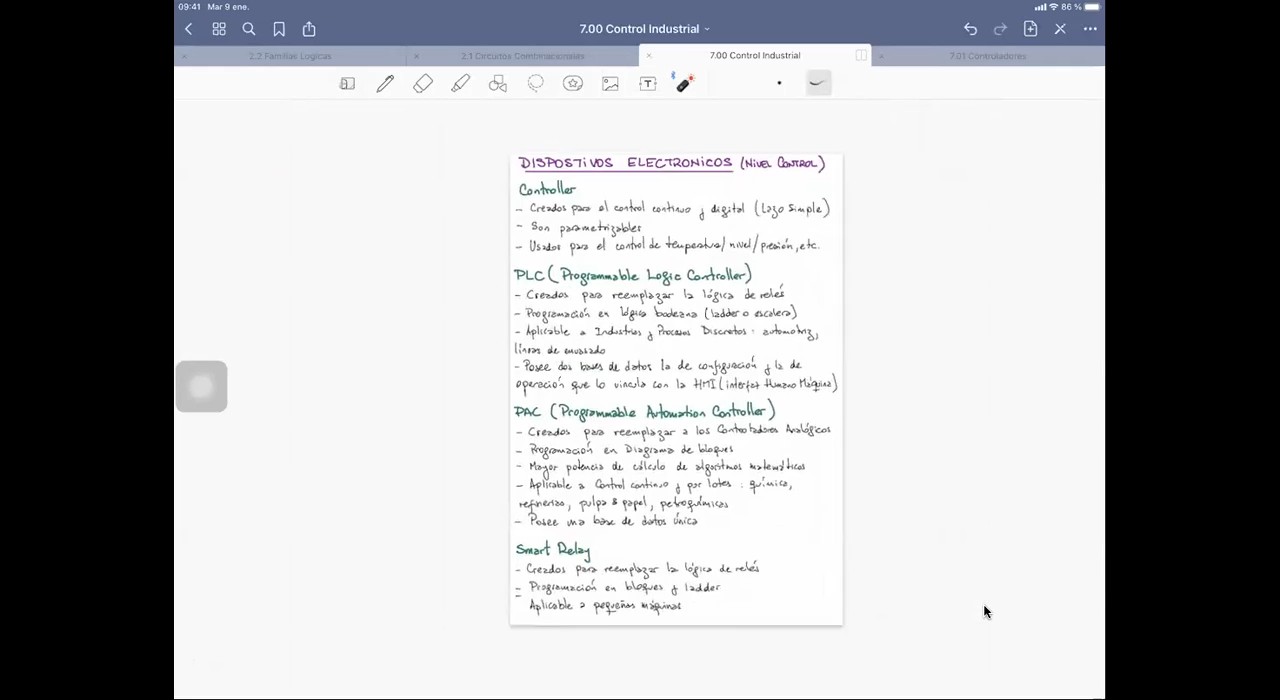 09:41 Mar 9 ene.
86 %
7.00 Control Industrial
2.2 Familias Logicas
2.1 Circuitos Combinacionales
7.00 Control Industrial
7.01 Controladores
DISPOSTIVOS ELECTRONICOS (NIVEL CONTROL)
Controller
- Creados para el control continuo y digital (Lazo Simple)
- Son parametrizables
- Usados para el control de temperatura/nivel/presión, etc.
PLC (Programmable Logic Controller)
- Creados para reemplazar la lógica de relés
- Programación en lógica booleana (ladder o escalera)
- Aplicable a Industrias y Procesos Discretos: automotriz,
líneas de envasado
- Posee dos bases de datos la de configuración y la de
operación que lo vincula con la HMI (interfaz Humano Máquina)
PAC (Programmable Automation Controller)
- Creados para reemplazar a los Controladores Analógicos
- Programación en Diagrama de bloques
- Mayor potencia de cálculo de algoritmos matemáticos
- Aplicable a Control continuo y por lotes: química,
refinerias, pulpa & papel, petroquímicas
- Posee una base de datos única
Smart Relay
- Creados para reemplazar la lógica de relés
- Programación en bloques y ladder
- Aplicable a pequeñas máquinas